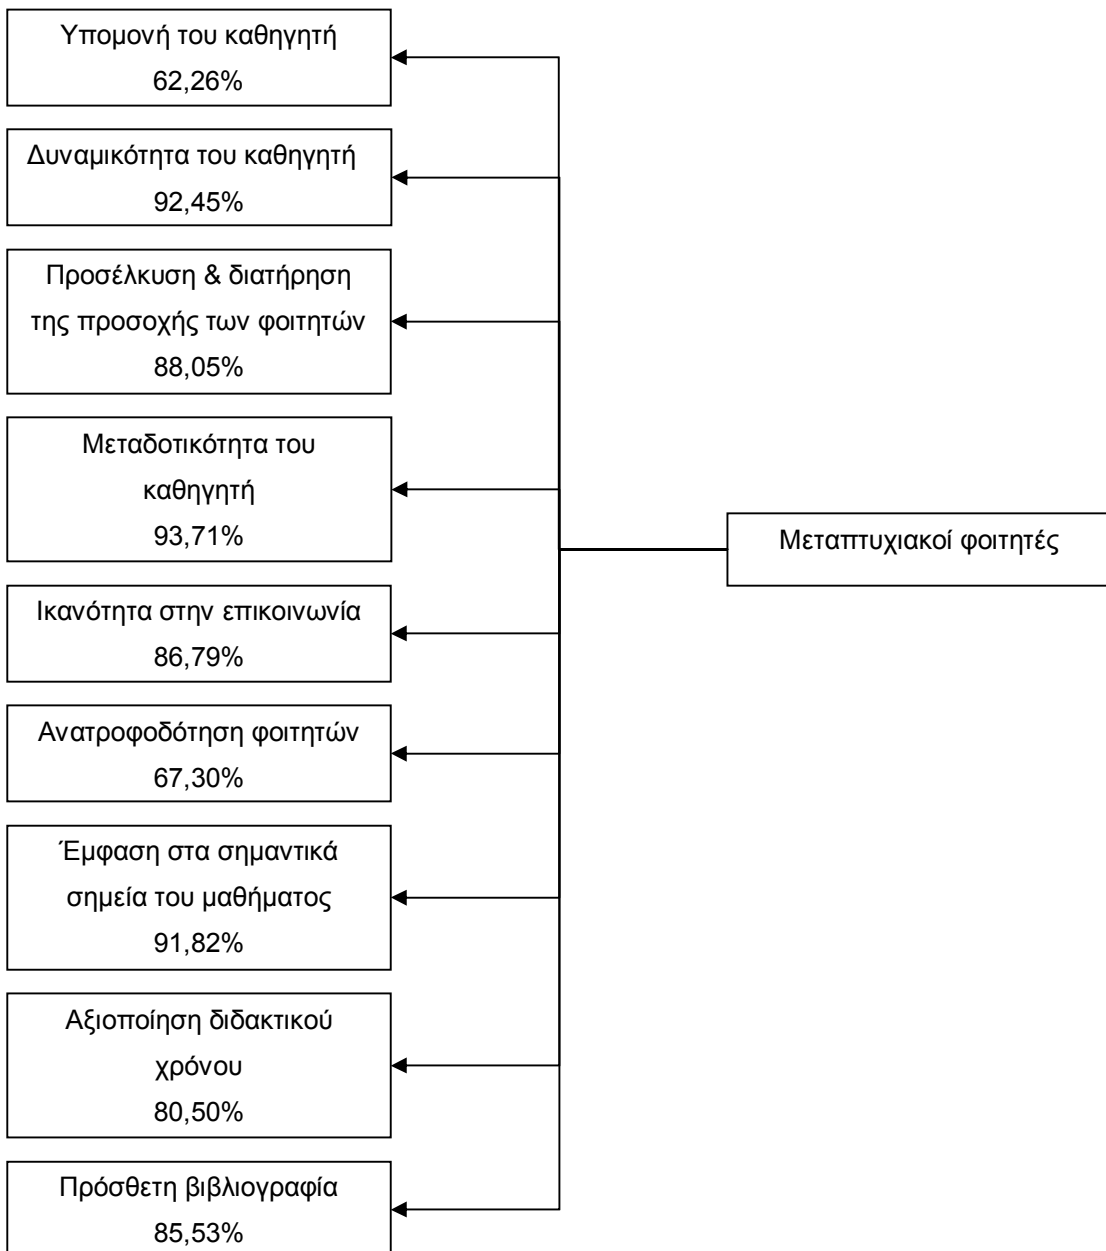 Υπομονή του καθηγητή
62,26%
Δυναμικότητα του καθηγητή
92,45%
Προσέλκυση & διατήρηση
της προσοχής των φοιτητών
88,05%
Μεταδοτικότητα του
καθηγητή
93,71%
Μεταπτυχιακοί φοιτητές
Ικανότητα στην επικοινωνία
86,79%
Ανατροφοδότηση φοιτητών
67,30%
Έμφαση στα σημαντικά
σημεία του μαθήματος
91,82%
Αξιοποίηση διδακτικού
χρόνου
80,50%
Πρόσθετη βιβλιογραφία
85,53%